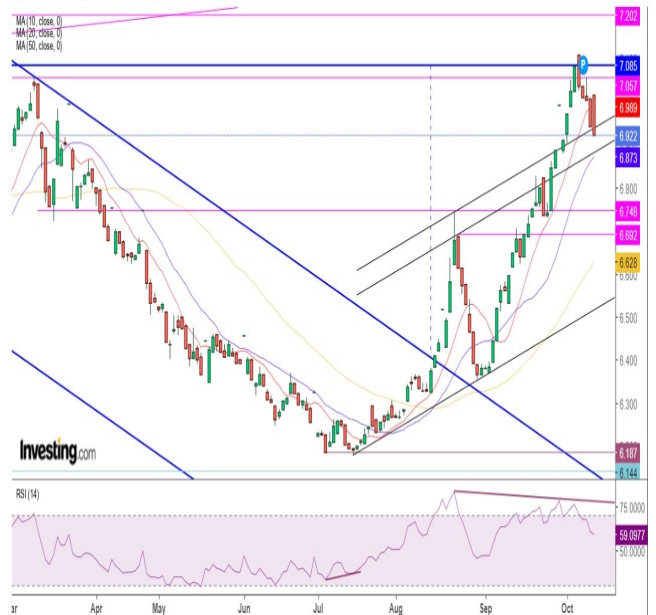 MA (10, close, 0)
MA (20, close, 0)
MA (50, close, 0)
7.202
7.085
P
7.057
6.989
6.922
6.873
6.800
6.748
6.692
6.628
6.600
6.500
6.400
6.300
6.187
6.144
Investing.com
RSI (14)
75.0000
59.0977
50.0000
ar Apr May Jun Jul Aug Sep Oct